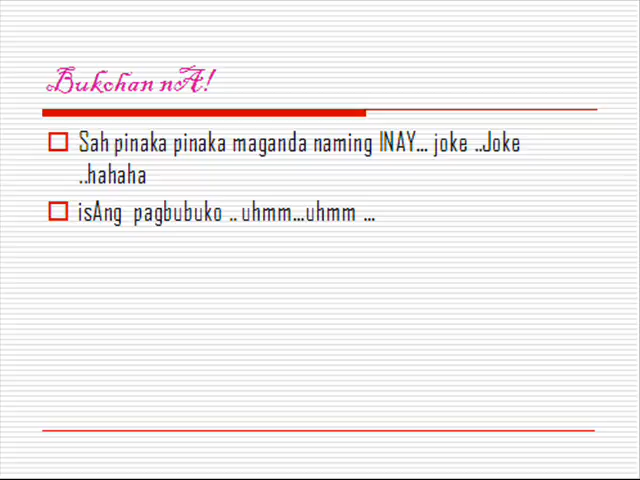 Bukohan nA!
Sah pinaka pinaka maganda naming INAY... joke ..Joke
..hahaha
isAng pagbubuko .. uhmm...uhmm ...